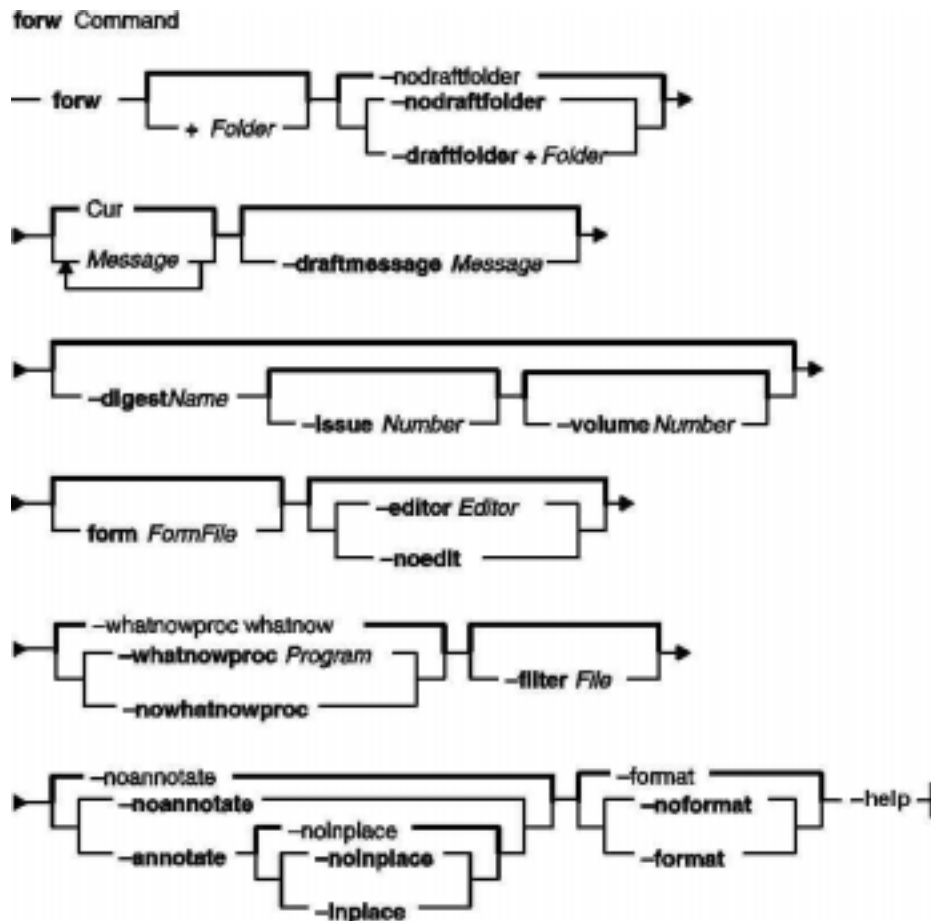 forw Command
–nodraftfolder
forw
–nodraftfolder
+ Folder
–draftfolder + Folder
Cur
Message
–draftmessage Message
–digestName
–issue Number
–volume Number
–editor Editor
form FormFile
–noedit
–whatnowproc whatnow
–whatnowproc Program
–filter File
–nowhatnowproc
–noannotate
–format
–noannotate
–noformat
–help
–noinplace
–annotate
–noinplace
–format
–inplace